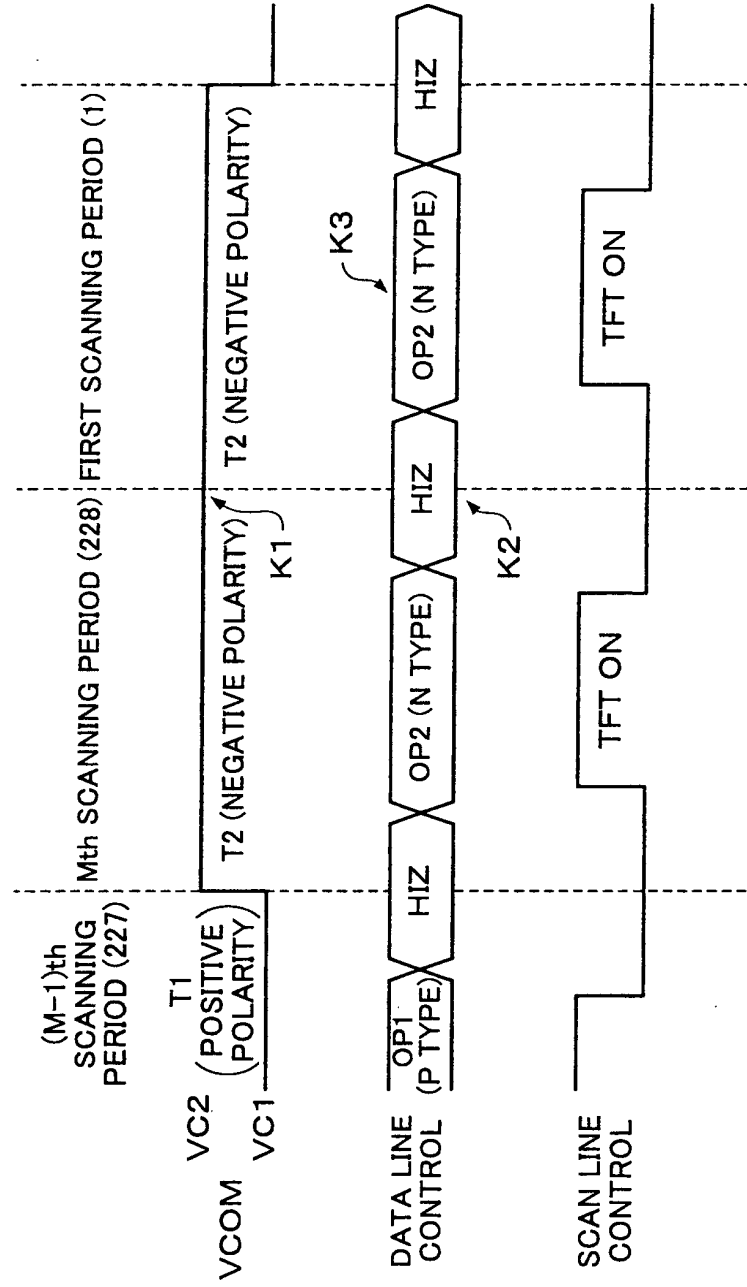 (M-1)th
SCANNING
PERIOD (227)
Mth SCANNING PERIOD (228)
FIRST SCANNING PERIOD (1)
VCOM
VC2
VC1
T1
(POSITIVE
POLARITY)
T2 (NEGATIVE POLARITY)
T2 (NEGATIVE POLARITY)
K1
DATA LINE
CONTROL
OP1
(P TYPE)
HIZ
OP2 (N TYPE)
HIZ
OP2 (N TYPE)
HIZ
K2
K3
SCAN LINE
CONTROL
TFT ON
TFT ON